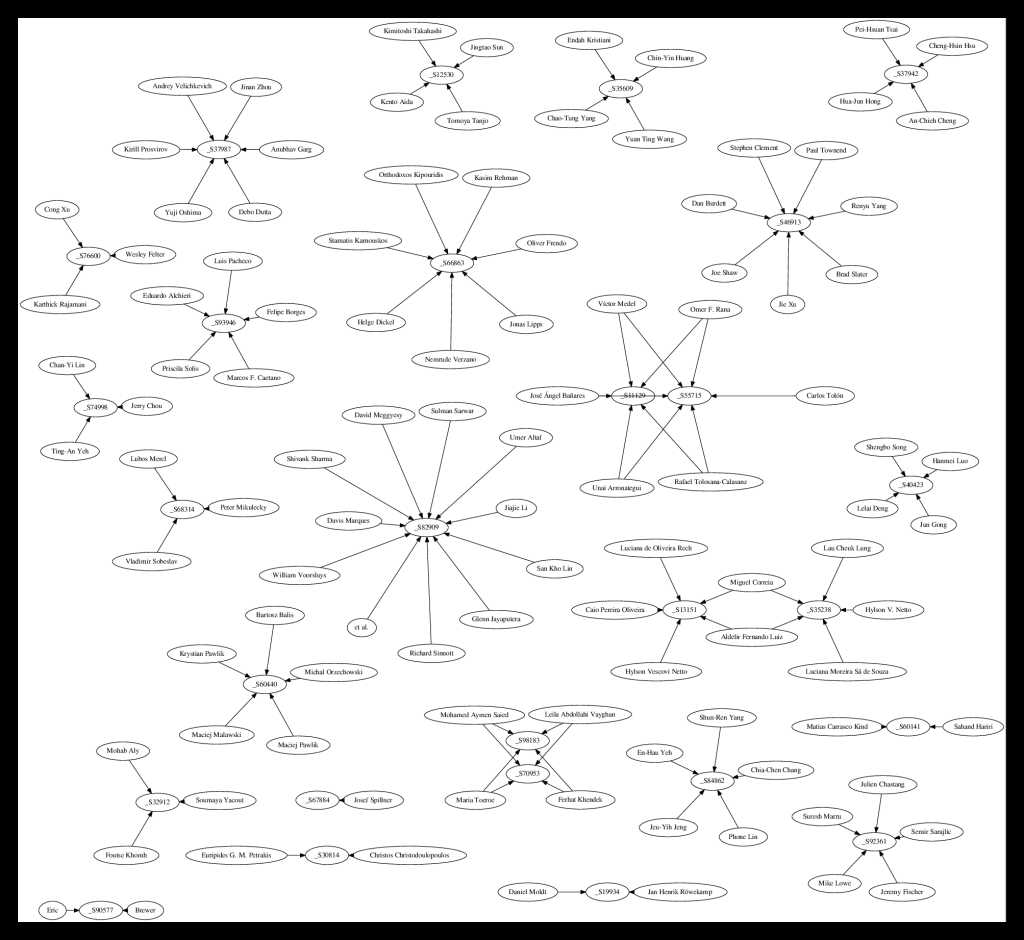 Kimitoshi Takahashi
Jingtao Sun
_S12530
Kento Aida
Tomoya Tanjo
Endah Kristiani
Chin-Yin Huang
_S35609
Chao-Tung Yang
Yuan Ting Wang
Pei-Hsuan Tsai
Cheng-Hsin Hsu
_S37942
Hua-Jun Hong
An-Chieh Cheng
Andrey Velichkevich
Jinan Zhou
Kirill Prosvirov
_S37987
Anubhav Garg
Yuji Oshima
Debo Dutta
Stephen Clement
Paul Townend
Dan Burdett
Renyu Yang
_S46913
Joe Shaw
Brad Slater
Jie Xu
Orthodoxos Kipouridis
Kasim Rehman
Stamatis Karnouskos
Oliver Frendo
_S66863
Helge Dickel
Jonas Lipps
Nemrude Verzano
Cong Xu
_S76600
Wesley Felter
Karthick Rajamani
Luis Pacheco
Eduardo Alchieri
Felipe Borges
_S93946
Priscila Solis
Marcos F. Caetano
Victor Medel
Omer F. Rana
José Ángel Bañares
_S11129
_S55715
Carlos Tolón
Unai Arronategui
Rafael Tolosana-Calasanz
Chan-Yi Lin
_S74998
Jerry Chou
Ting-An Yeh
David Meggyesy
Salman Sarwar
Umer Altaf
Shivank Sharma
Jiajie Li
Davis Marques
_S82909
San Kho Lin
William Voorsluys
Glenn Jayaputera
et al.
Richard Sinnott
Lubos Mercl
_S68314
Peter Mikulecky
Vladimir Sobeslav
Shengbo Song
Hanmei Luo
_S40423
Lelai Deng
Jun Gong
Luciana de Oliveira Rech
Lau Cheuk Lung
Miguel Correia
Caio Pereira Oliveira
_S13151
_S35238
Hylson V. Netto
Aldelir Fernando Luiz
Hylson Vescovi Netto
Luciana Moreira Sá de Souza
Bartosz Balis
Krystian Pawlik
Michal Orzechowski
_S60440
Maciej Malawski
Maciej Pawlik
Mohamed Aymen Saied
Leila Abdollahi Vayghan
_S98183
_S70953
Maria Toeroe
Ferhat Khendek
Shun-Ren Yang
En-Hau Yeh
Chia-Chen Chang
_S84862
Jeu-Yih Jeng
Phone Lin
Matias Carrasco Kind
_S60141
Sahand Hariri
Mohab Aly
_S32912
Soumaya Yacout
Foutse Khomh
_S67884
Josef Spillner
Julien Chastang
Suresh Marru
Semir Sarajlic
_S92361
Mike Lowe
Jeremy Fischer
Euripides G. M. Petrakis
_S30814
Christos Christodoulopoulos
Daniel Moldt
_S19934
Jan Henrik Röwekamp
Eric
_S90577
Brewer